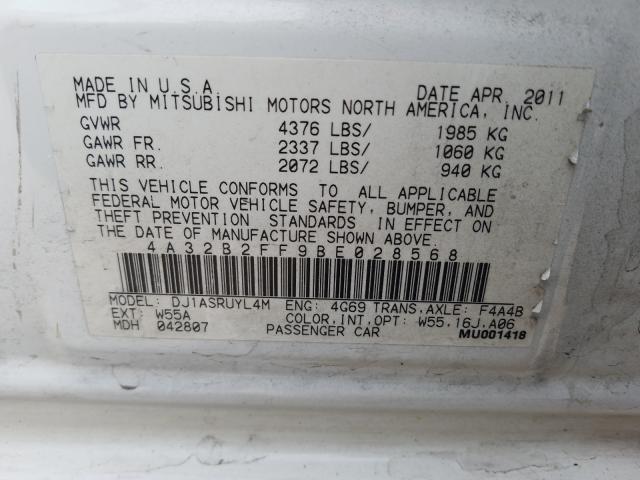 MADE IN U.S.A. DATE APR. 2011
MFD BY MITSUBISHI MOTORS NORTH AMERICA, INC.
GVWR 4376 LBS/ 1985 KG
GAWR FR. 2337 LBS/ 1060 KG
GAWR RR. 2072 LBS/ 940 KG
THIS VEHICLE CONFORMS TO ALL APPLICABLE
FEDERAL MOTOR VEHICLE SAFETY, BUMPER, AND
THEFT PREVENTION STANDARDS IN EFFECT ON
THE DATE OF MANUFACTURE SHOWN ABOVE.
4A32B2FF9BE028568
MODEL: DJ1ASRUYL4M ENG: 4G69 TRANS.AXLE: F4A4B
EXT: W55A COLOR,INT,OPT: W55.16J.A06
MDH 042807 PASSENGER CAR MU001418